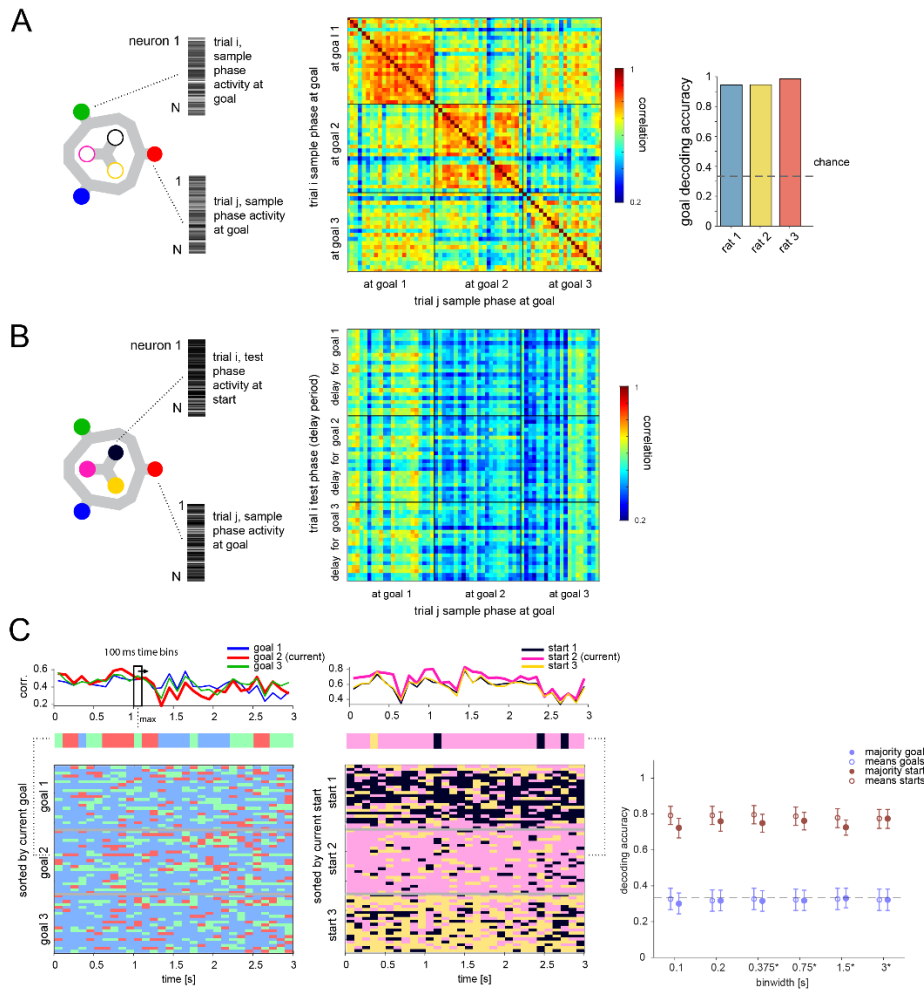 A
neuron 1
trial i,
sample
phase
activity at
goal
N
1
trial j, sample
phase activity
at goal
N
trial i sample phase at goal
at goal 1
at goal 2
at goal 3
at goal 1 at goal 2 at goal 3
trial j sample phase at goal
1
correlation
0.2
goal decoding accuracy
1
0.8
0.6
0.4
0.2
0
chance
rat 1 rat 2 rat 3
B
neuron 1
trial i, test
phase
activity at
start
N
1
trial j, sample
phase activity
at goal
N
trial i test phase (delay period)
delay for goal 1
delay for goal 2
delay for goal 3
at goal 1 at goal 2 at goal 3
trial j sample phase at goal
1
correlation
0.2
C
100 ms time bins
goal 1
goal 2 (current)
goal 3
corr.
0.6
0.4
0.2
0 0.5 1 1.5 2 2.5 3
max
sorted by current goal
goal 1
goal 2
goal 3
0 0.5 1 1.5 2 2.5 3
time [s]
start 1
start 2 (current)
start 3
0.8
0.6
0.4
0 0.5 1 1.5 2 2.5 3
sorted by current start
start 1
start 2
start 3
0 0.5 1 1.5 2 2.5 3
time [s]
majority goal
means goals
majority start
means starts
decoding accuracy
1
0.8
0.6
0.4
0.2
0
0.1 0.2 0.375* 0.75* 1.5* 3*
binwidth [s]